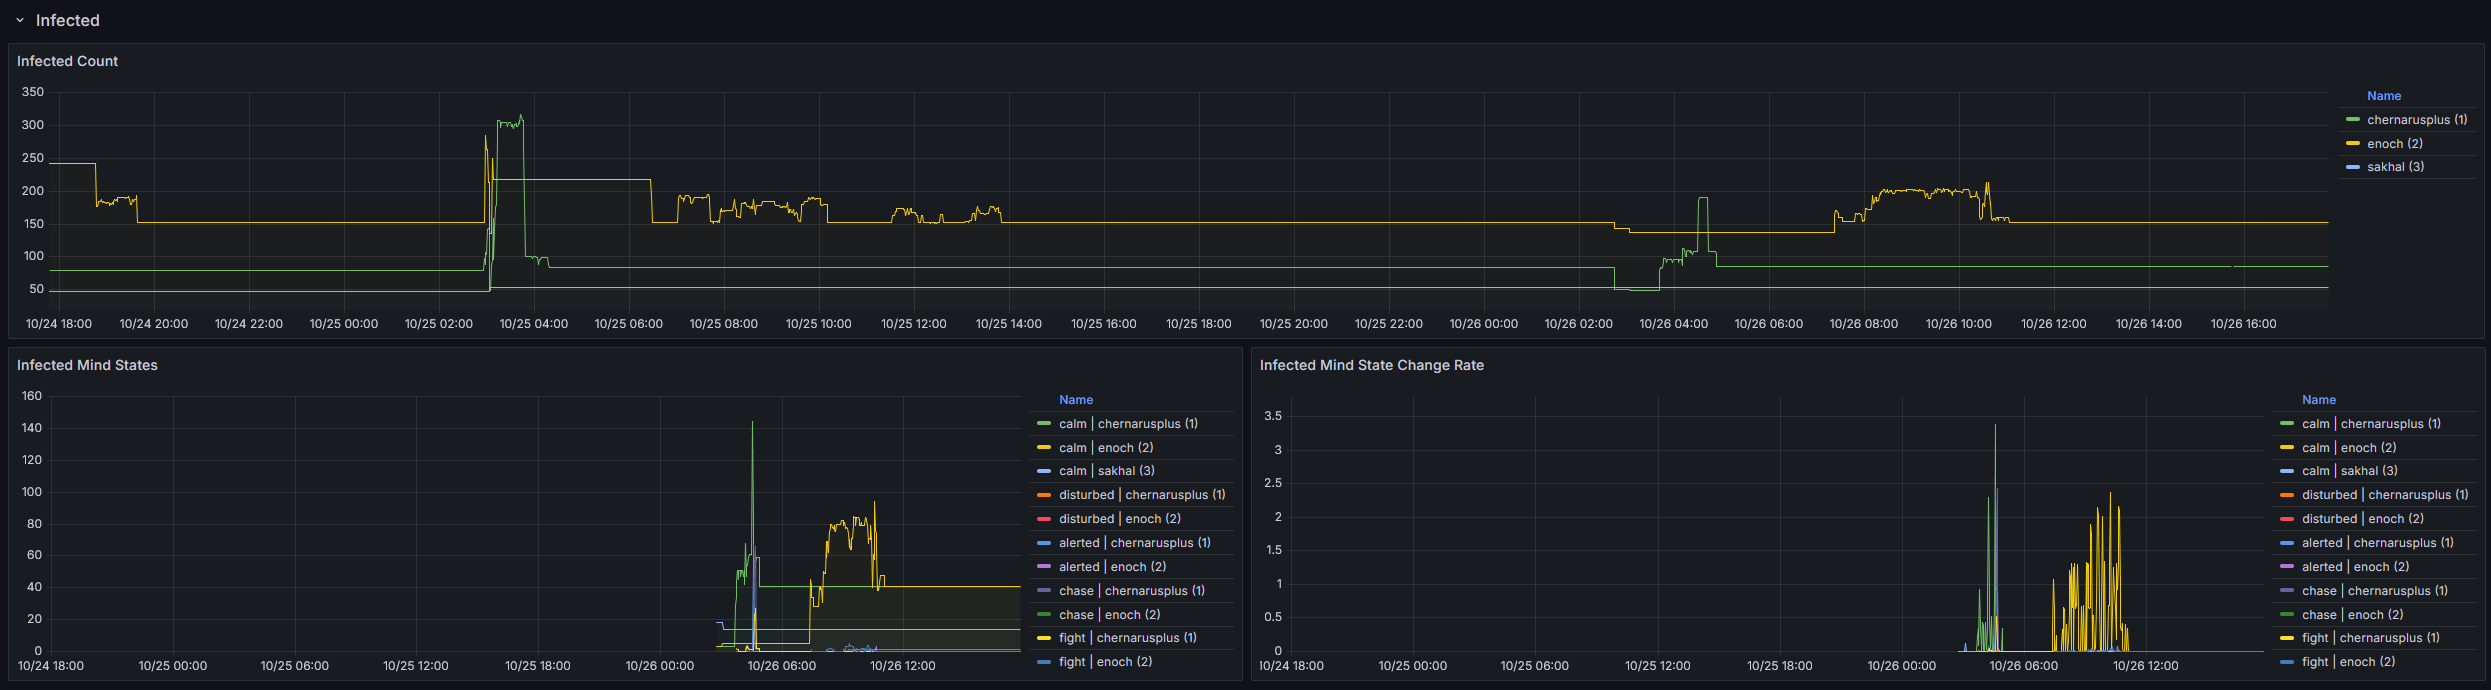 Infected
Infected Count
350
300
250
200
150
100
50
10/24 18:00 10/24 20:00 10/24 22:00 10/25 00:00 10/25 02:00 10/25 04:00 10/25 06:00 10/25 08:00 10/25 10:00 10/25 12:00 10/25 14:00 10/25 16:00 10/25 18:00 10/25 20:00 10/25 22:00 10/26 00:00 10/26 02:00 10/26 04:00 10/26 06:00 10/26 08:00 10/26 10:00 10/26 12:00 10/26 14:00 10/26 16:00
Name
chernarusplus (1)
enoch (2)
sakhal (3)
Infected Mind States
160
140
120
100
80
60
40
20
0
10/24 18:00 10/25 00:00 10/25 06:00 10/25 12:00 10/25 18:00 10/26 00:00 10/26 06:00 10/26 12:00
Name
calm | chernarusplus (1)
calm | enoch (2)
calm | sakhal (3)
disturbed | chernarusplus (1)
disturbed | enoch (2)
alerted | chernarusplus (1)
alerted | enoch (2)
chase | chernarusplus (1)
chase | enoch (2)
fight | chernarusplus (1)
fight | enoch (2)
Infected Mind State Change Rate
3.5
3
2.5
2
1.5
1
0.5
0
10/24 18:00 10/25 00:00 10/25 06:00 10/25 12:00 10/25 18:00 10/26 00:00 10/26 06:00 10/26 12:00
Name
calm | chernarusplus (1)
calm | enoch (2)
calm | sakhal (3)
disturbed | chernarusplus (1)
disturbed | enoch (2)
alerted | chernarusplus (1)
alerted | enoch (2)
chase | chernarusplus (1)
chase | enoch (2)
fight | chernarusplus (1)
fight | enoch (2)